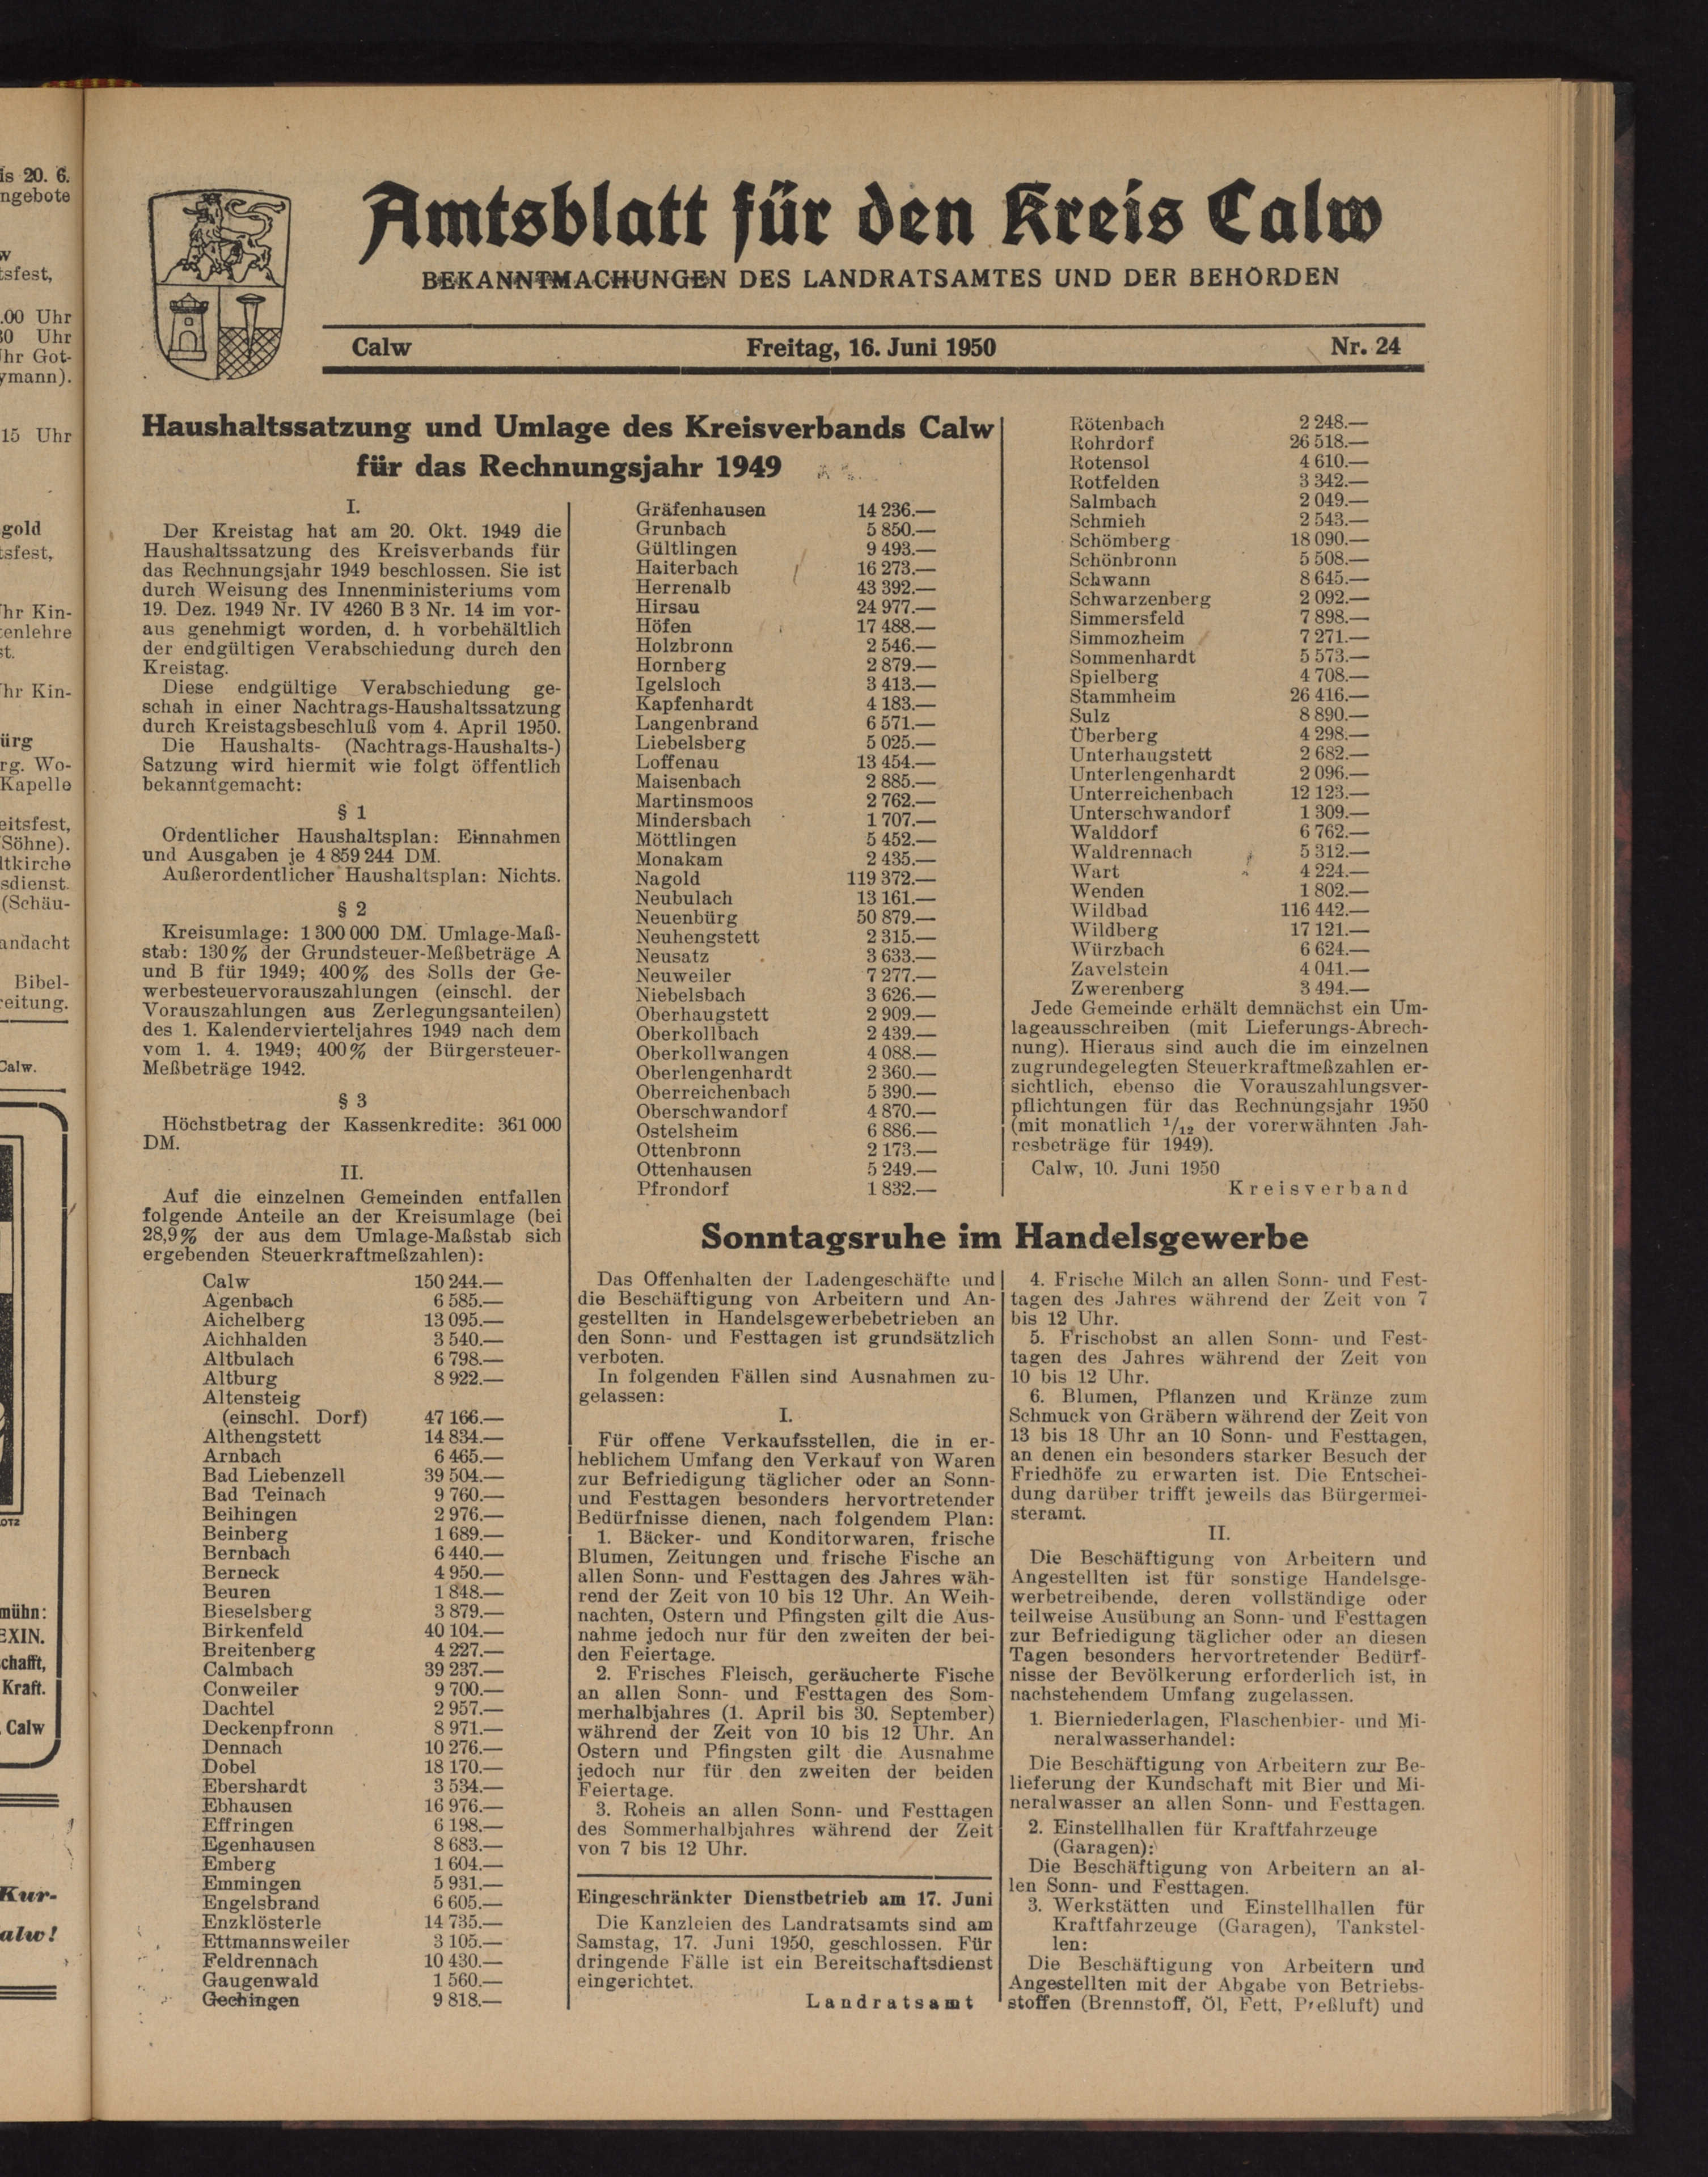 is 20. 6.
ngebote
w
tsfest,
.00 Uhr
30 Uhr
hr Got-
ymann).
15 Uhr
gold
tsfest,
hr Kin-
tenlehre
st.
hr Kin-
ürg
rg. Wo-
Kapelle
eitsfest,
Söhne).
ltkirche
sdienst.
(Schäu-
andacht
Bibel-
reitung.
Calw.
mühn:
EXIN.
chafft,
Kraft.
Calw
Kur-
alw!
Amtsblatt für den Kreis Calw
BEKANNTMACHUNGEN DES LANDRATSAMTES UND DER BEHÖRDEN
Calw Freitag, 16. Juni 1950 Nr. 24
Haushaltssatzung und Umlage des Kreisverbands Calw
für das Rechnungsjahr 1949
I.
Der Kreistag hat am 20. Okt. 1949 die
Haushaltssatzung des Kreisverbands für
das Rechnungsjahr 1949 beschlossen. Sie ist
durch Weisung des Innenministeriums vom
19. Dez. 1949 Nr. IV 4260 B 3 Nr. 14 im vor-
aus genehmigt worden, d. h vorbehältlich
der endgültigen Verabschiedung durch den
Kreistag.
Diese endgültige Verabschiedung ge-
schah in einer Nachtrags-Haushaltssatzung
durch Kreistagsbeschluß vom 4. April 1950.
Die Haushalts- (Nachtrags-Haushalts-)
Satzung wird hiermit wie folgt öffentlich
bekanntgemacht:
§ 1
Ordentlicher Haushaltsplan: Einnahmen
und Ausgaben je 4 859 244 DM.
Außerordentlicher Haushaltsplan: Nichts.
§ 2
Kreisumlage: 1 300 000 DM. Umlage-Maß-
stab: 130% der Grundsteuer-Meßbeträge A
und B für 1949; 400% des Solls der Ge-
werbesteuervorauszahlungen (einschl. der
Vorauszahlungen aus Zerlegungsanteilen)
des 1. Kalendervierteljahres 1949 nach dem
vom 1. 4. 1949; 400% der Bürgersteuer-
Meßbeträge 1942.
§ 3
Höchstbetrag der Kassenkredite: 361 000
DM.
II.
Auf die einzelnen Gemeinden entfallen
folgende Anteile an der Kreisumlage (bei
28,9% der aus dem Umlage-Maßstab sich
ergebenden Steuerkraftmeßzahlen):
Calw 150 244.—
Agenbach 6 585.—
Aichelberg 13 095.—
Aichhalden 3 540.—
Altbulach 6 798.—
Altburg 8 922.—
Altensteig
(einschl. Dorf) 47 166.—
Althengstett 14 834.—
Arnbach 6 465.—
Bad Liebenzell 39 504.—
Bad Teinach 9 760.—
Beihingen 2 976.—
Beinberg 1 689.—
Bernbach 6 440.—
Berneck 4 950.—
Beuren 1 848.—
Bieselsberg 3 879.—
Birkenfeld 40 104.—
Breitenberg 4 227.—
Calmbach 39 237.—
Conweiler 9 700.—
Dachtel 2 957.—
Deckenpfronn 8 971.—
Dennach 10 276.—
Dobel 18 170.—
Ebershardt 3 534.—
Ebhausen 16 976.—
Effringen 6 198.—
Egenhausen 8 683.—
Emberg 1 604.—
Emmingen 5 931.—
Engelsbrand 6 605.—
Enzklösterle 14 735.—
Ettmannsweiler 3 105.—
Feldrennach 10 430.—
Gaugenwald 1 560.—
Gechingen 9 818.—
Gräfenhausen 14 236.—
Grunbach 5 850.—
Gültlingen 9 493.—
Haiterbach 16 273.—
Herrenalb 43 392.—
Hirsau 24 977.—
Höfen 17 488.—
Holzbronn 2 546.—
Hornberg 2 879.—
Igelsloch 3 413.—
Kapfenhardt 4 183.—
Langenbrand 6 571.—
Liebelsberg 5 025.—
Loffenau 13 454.—
Maisenbach 2 885.—
Martinsmoos 2 762.—
Mindersbach 1 707.—
Möttlingen 5 452.—
Monakam 2 435.—
Nagold 119 372.—
Neubulach 13 161.—
Neuenbürg 50 879.—
Neuhengstett 2 315.—
Neusatz 3 633.—
Neuweiler 7 277.—
Niebelsbach 3 626.—
Oberhaugstett 2 909.—
Oberkollbach 2 439.—
Oberkollwangen 4 088.—
Oberlengenhardt 2 360.—
Oberreichenbach 5 390.—
Oberschwandorf 4 870.—
Ostelsheim 6 886.—
Ottenbronn 2 173.—
Ottenhausen 5 249.—
Pfrondorf 1 832.—
Rötenbach 2 248.—
Rohrdorf 26 518.—
Rotensol 4 610.—
Rotfelden 3 342.—
Salmbach 2 049.—
Schmieh 2 543.—
Schömberg 18 090.—
Schönbronn 5 508.—
Schwann 8 645.—
Schwarzenberg 2 092.—
Simmersfeld 7 898.—
Simmozheim 7 271.—
Sommenhardt 5 573.—
Spielberg 4 708.—
Stammheim 26 416.—
Sulz 8 890.—
Überberg 4 298.—
Unterhaugstett 2 682.—
Unterlengenhardt 2 096.—
Unterreichenbach 12 123.—
Unterschwandorf 1 309.—
Walddorf 6 762.—
Waldrennach 5 312.—
Wart 4 224.—
Wenden 1 802.—
Wildbad 116 442.—
Wildberg 17 121.—
Würzbach 6 624.—
Zavelstein 4 041.—
Zwerenberg 3 494.—
Jede Gemeinde erhält demnächst ein Um-
lageausschreiben (mit Lieferungs-Abrech-
nung). Hieraus sind auch die im einzelnen
zugrundegelegten Steuerkraftmeßzahlen er-
sichtlich, ebenso die Vorauszahlungsver-
pflichtungen für das Rechnungsjahr 1950
(mit monatlich 1/12 der vorerwähnten Jah-
resbeträge für 1949).
Calw, 10. Juni 1950
Kreisverband
Sonntagsruhe im Handelsgewerbe
Das Offenhalten der Ladengeschäfte und
die Beschäftigung von Arbeitern und An-
gestellten in Handelsgewerbebetrieben an
den Sonn- und Festtagen ist grundsätzlich
verboten.
In folgenden Fällen sind Ausnahmen zu-
gelassen:
I.
Für offene Verkaufsstellen, die in er-
heblichem Umfang den Verkauf von Waren
zur Befriedigung täglicher oder an Sonn-
und Festtagen besonders hervortretender
Bedürfnisse dienen, nach folgendem Plan:
1. Bäcker- und Konditorwaren, frische
Blumen, Zeitungen und frische Fische an
allen Sonn- und Festtagen des Jahres wäh-
rend der Zeit von 10 bis 12 Uhr. An Weih-
nachten, Ostern und Pfingsten gilt die Aus-
nahme jedoch nur für den zweiten der bei-
den Feiertage.
2. Frisches Fleisch, geräucherte Fische
an allen Sonn- und Festtagen des Som-
merhalbjahres (1. April bis 30. September)
während der Zeit von 10 bis 12 Uhr. An
Ostern und Pfingsten gilt die Ausnahme
jedoch nur für den zweiten der beiden
Feiertage.
3. Roheis an allen Sonn- und Festtagen
des Sommerhalbjahres während der Zeit
von 7 bis 12 Uhr.
Eingeschränkter Dienstbetrieb am 17. Juni
Die Kanzleien des Landratsamts sind am
Samstag, 17. Juni 1950, geschlossen. Für
dringende Fälle ist ein Bereitschaftsdienst
eingerichtet.
Landratsamt
4. Frische Milch an allen Sonn- und Fest-
tagen des Jahres während der Zeit von 7
bis 12 Uhr.
5. Frischobst an allen Sonn- und Fest-
tagen des Jahres während der Zeit von
10 bis 12 Uhr.
6. Blumen, Pflanzen und Kränze zum
Schmuck von Gräbern während der Zeit von
13 bis 18 Uhr an 10 Sonn- und Festtagen,
an denen ein besonders starker Besuch der
Friedhöfe zu erwarten ist. Die Entschei-
dung darüber trifft jeweils das Bürgermei-
steramt.
II.
Die Beschäftigung von Arbeitern und
Angestellten ist für sonstige Handelsge-
werbetreibende, deren vollständige oder
teilweise Ausübung an Sonn- und Festtagen
zur Befriedigung täglicher oder an diesen
Tagen besonders hervortretender Bedürf-
nisse der Bevölkerung erforderlich ist, in
nachstehendem Umfang zugelassen.
1. Bierniederlagen, Flaschenbier- und Mi-
neralwasserhandel:
Die Beschäftigung von Arbeitern zur Be-
lieferung der Kundschaft mit Bier und Mi-
neralwasser an allen Sonn- und Festtagen.
2. Einstellhallen für Kraftfahrzeuge
(Garagen):
Die Beschäftigung von Arbeitern an al-
len Sonn- und Festtagen.
3. Werkstätten und Einstellhallen für
Kraftfahrzeuge (Garagen), Tankstel-
len:
Die Beschäftigung von Arbeitern und
Angestellten mit der Abgabe von Betriebs-
stoffen (Brennstoff, Öl, Fett, Preßluft) und